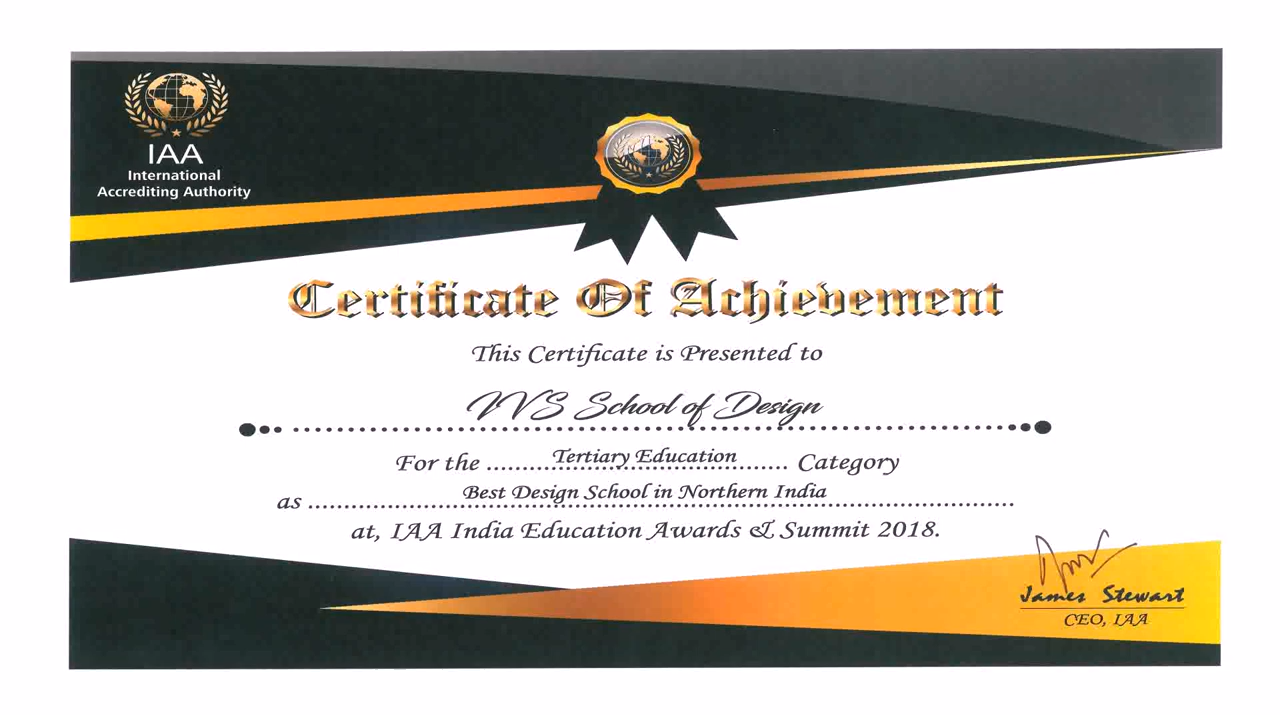 IAA
International
Accrediting Authority
Certificate Of Achievement
This Certificate is Presented to
IVS School of Design
For the ........ Tertiary Education ........ Category
as ........ Best Design School in Northern India ........
at, IAA India Education Awards & Summit 2018.
James Stewart
CEO, IAA